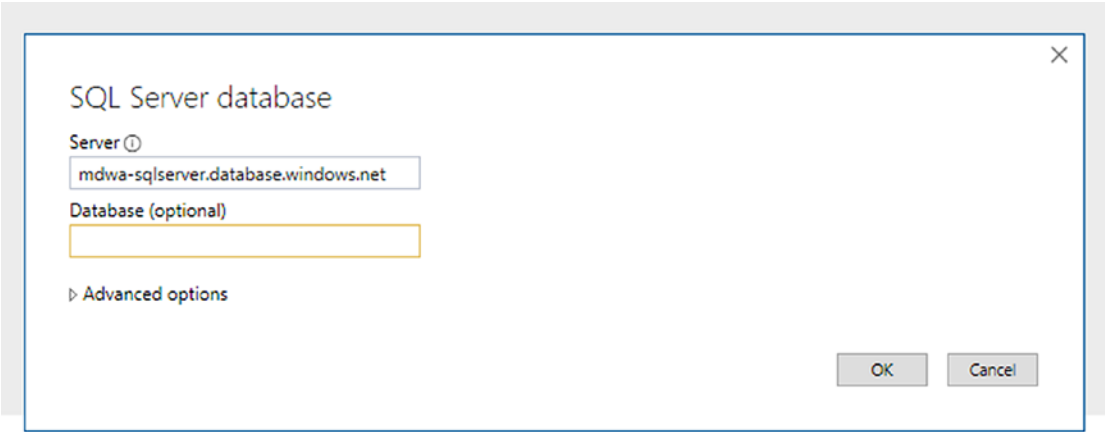 SQL Server database
Server
mdwa-sqlserver.database.windows.net
Database (optional)
Advanced options
OK Cancel